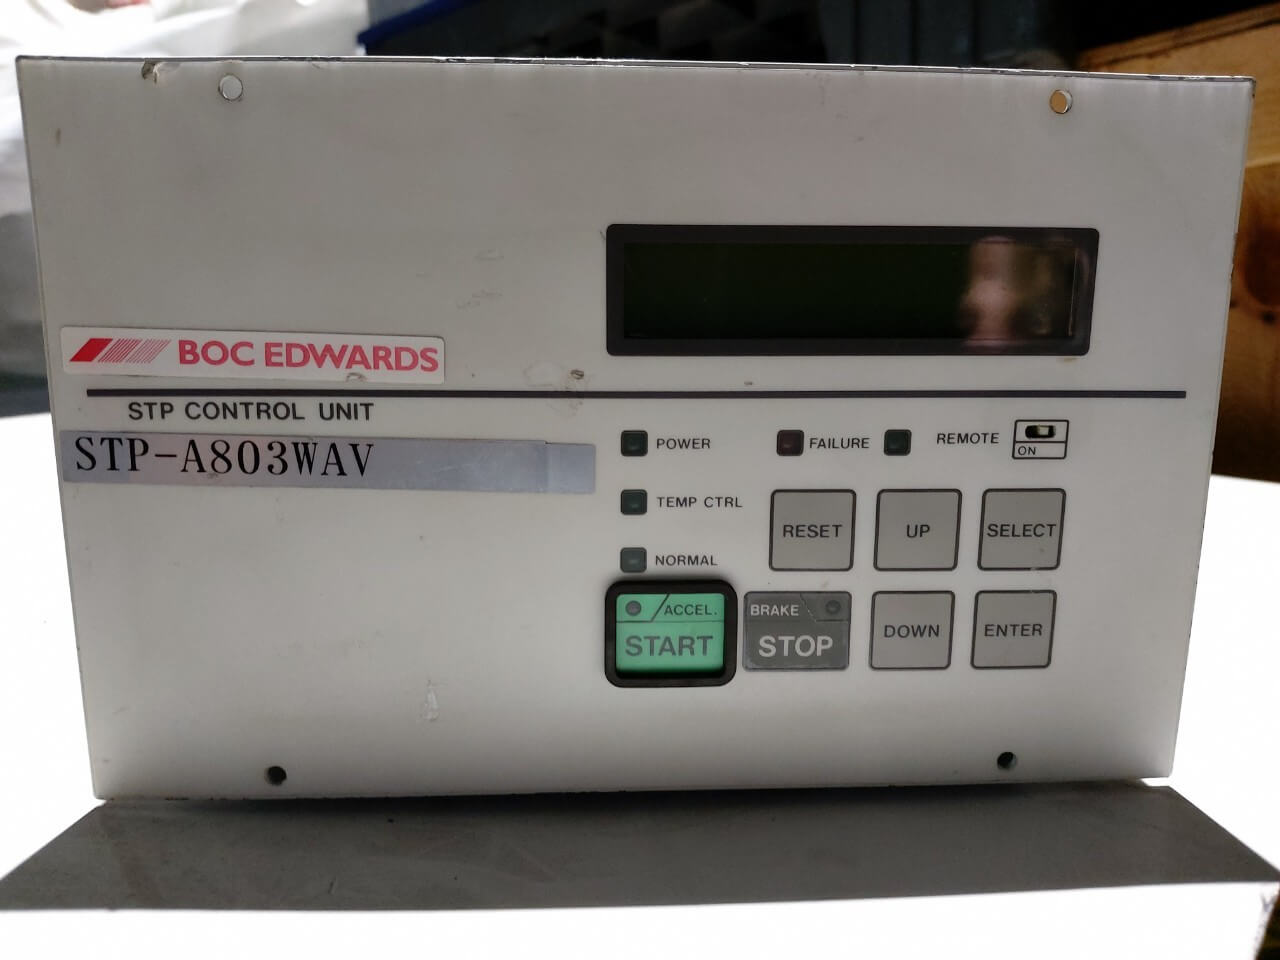 BOC EDWARDS
STP CONTROL UNIT
STP-A803WAV
POWER
FAILURE
REMOTE
ON
TEMP CTRL
NORMAL
RESET
UP
SELECT
ACCEL.
START
BRAKE
STOP
DOWN
ENTER